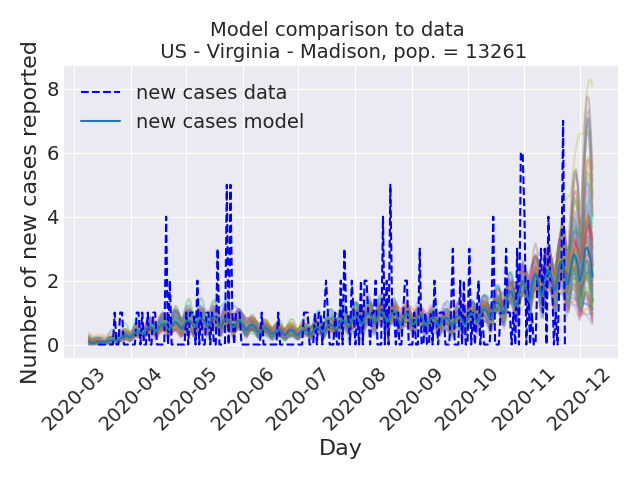 Model comparison to data
US - Virginia - Madison, pop. = 13261
Number of new cases reported
8
6
4
2
0
new cases data
new cases model
2020-03
2020-04
2020-05
2020-06
2020-07
2020-08
2020-09
2020-10
2020-11
2020-12
Day